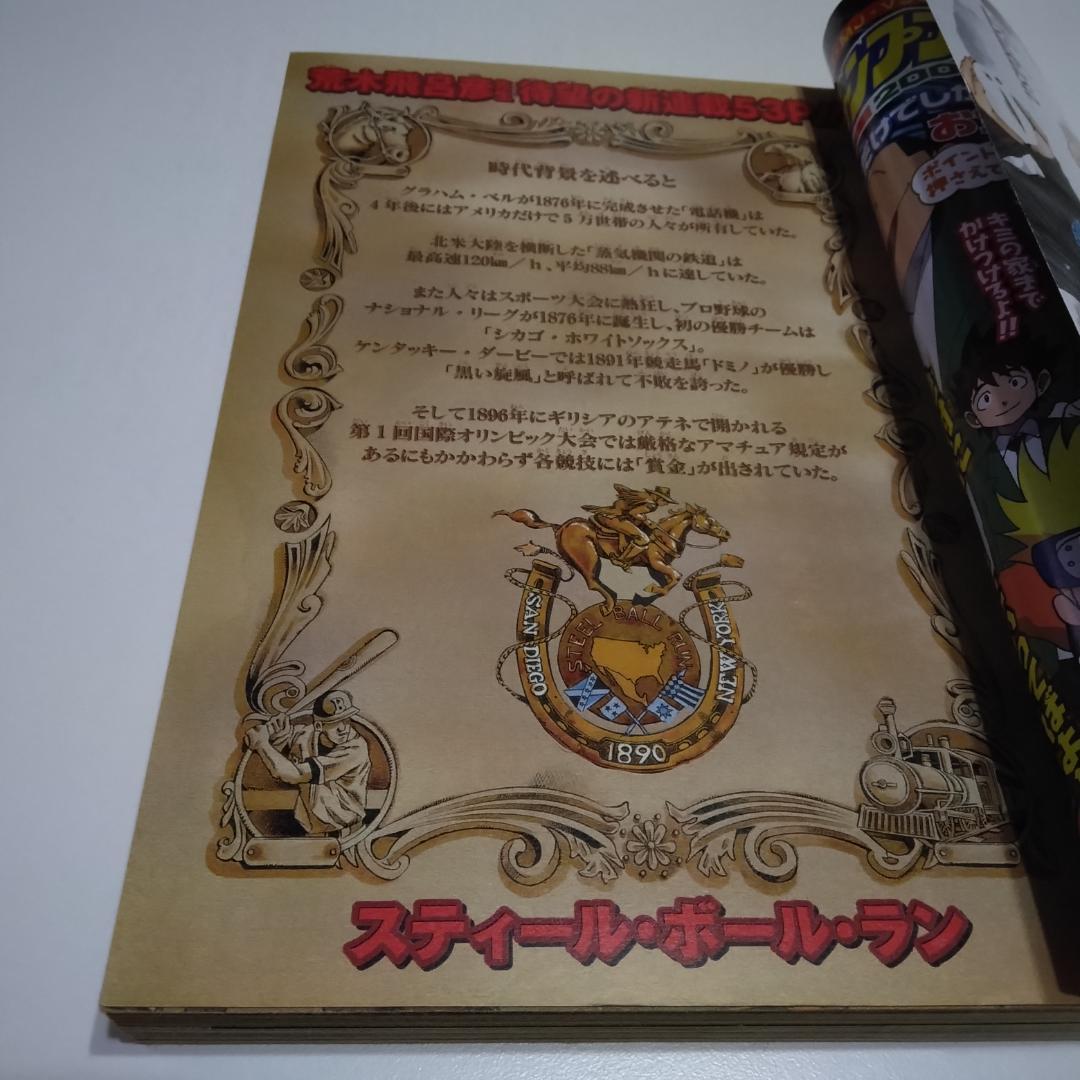 荒木飛呂彦 待望の新連載53P
時代背景を述べると
グラハム・ベルが1876年に完成させた「電話機」は
4年後にはアメリカだけで5万世帯の人々が所有していた。
北米大陸を横断した「蒸気機関の鉄道」は
最高速120㎞／h、平均88㎞／hに達していた。
また人々はスポーツ大会に熱狂し、プロ野球の
ナショナル・リーグが1876年に誕生し、初の優勝チームは
「シカゴ・ホワイトソックス」。
ケンタッキー・ダービーでは1891年競走馬「ドミノ」が優勝し
「黒い旋風」と呼ばれて不敗を誇った。
そして1896年にギリシアのアテネで開かれる
第1回国際オリンピック大会では厳格なアマチュア規定が
あるにもかかわらず各競技には「賞金」が出されていた。
STEEL BALL RUN
SAN DIEGO
NEW YORK
1890
スティール・ボール・ラン
ポイント
押さえて
キミの家まで
かけつけろよ!!